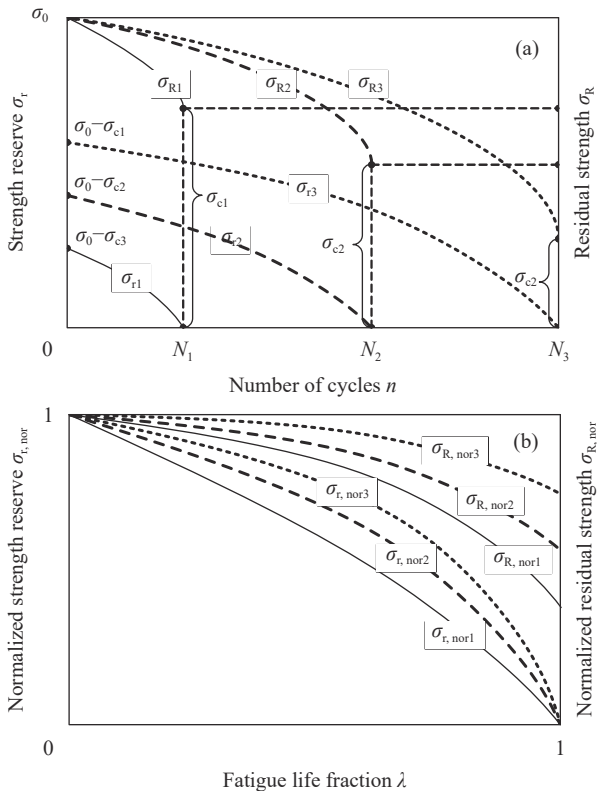 σ0
(a)
σR1
σR2
σR3
σ0−σc1
σ0−σc2
σ0−σc3
σr1
σr2
σr3
σc1
σc2
σc2
Strength reserve σr
Residual strength σR
0
N1
N2
N3
Number of cycles n
1
(b)
σR, nor3
σr, nor3
σR, nor2
σr, nor2
σR, nor1
σr, nor1
Normalized strength reserve σr, nor
Normalized residual strength σR, nor
0
1
Fatigue life fraction λ